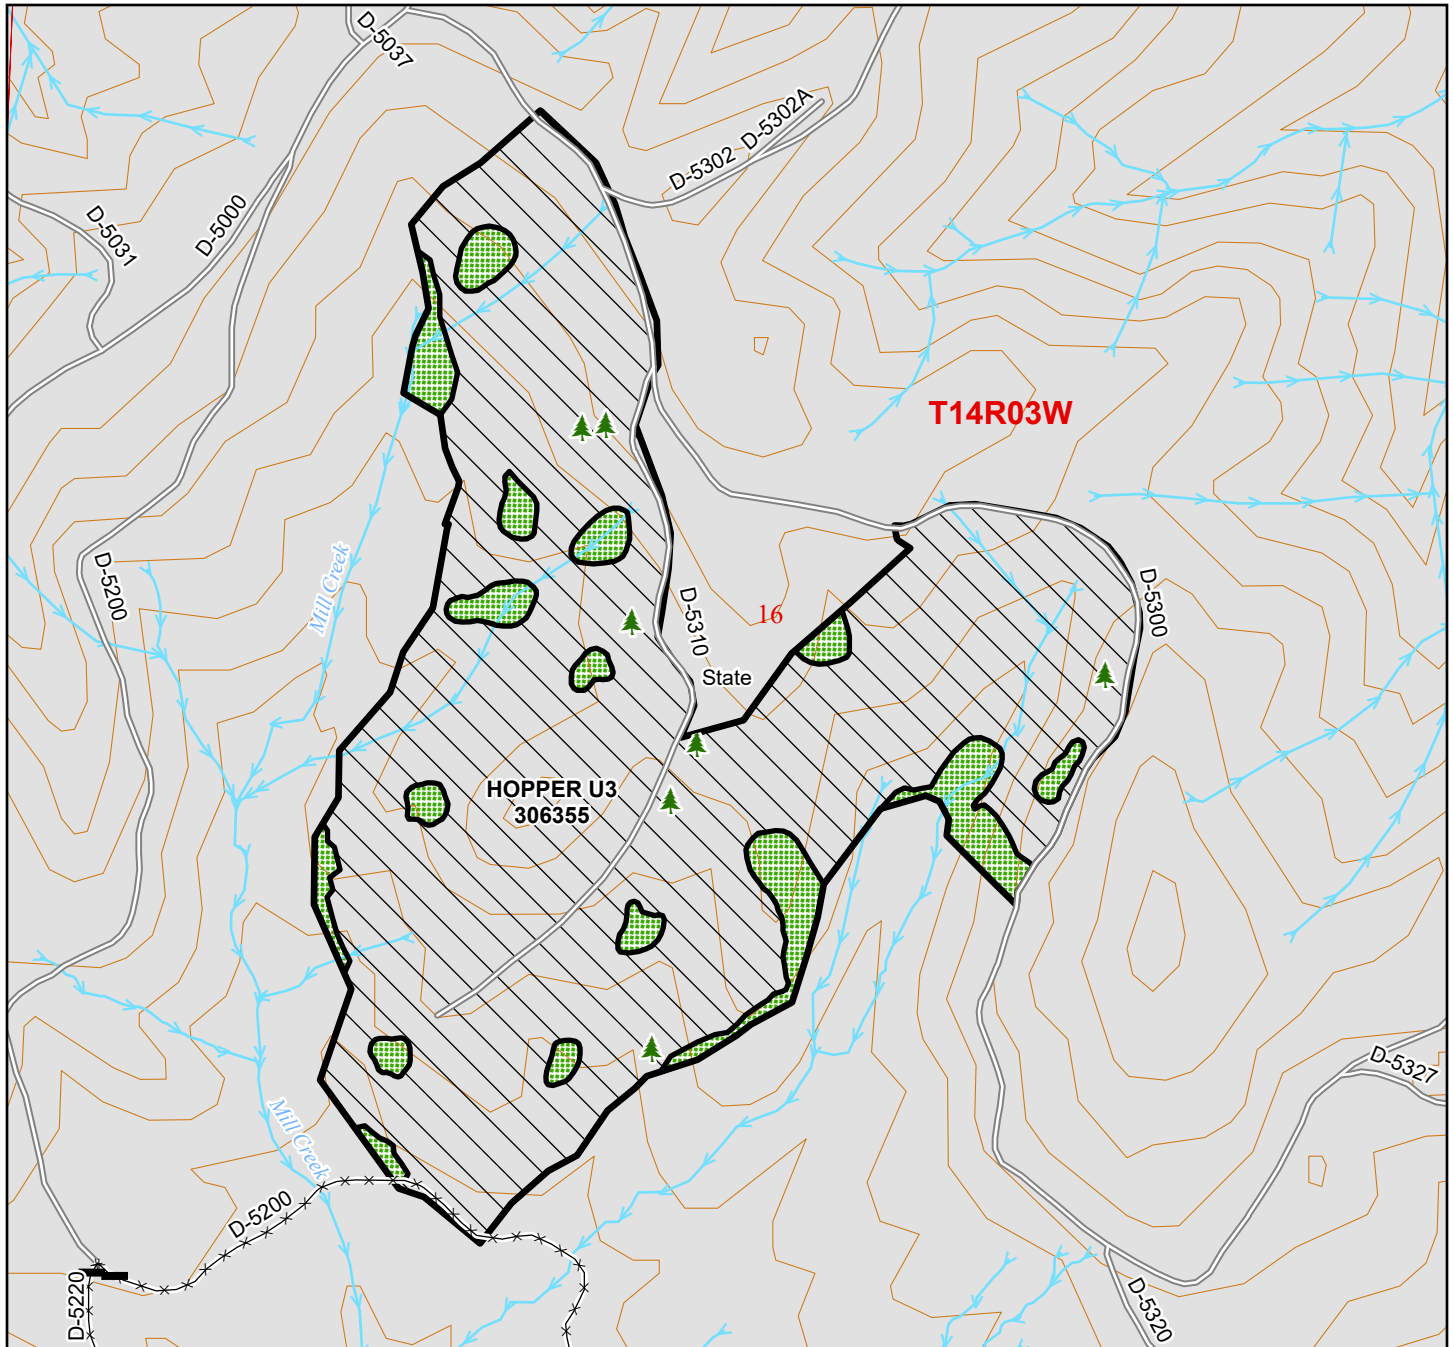 D-5037
D-5302A
D-5302
D-5000
D-5031
T14R03W
Mill Creek
D-5200
D-5310
D-5300
16
State
HOPPER U3
306355
D-5327
Mill Creek
D-5200
D-5220
D-5320